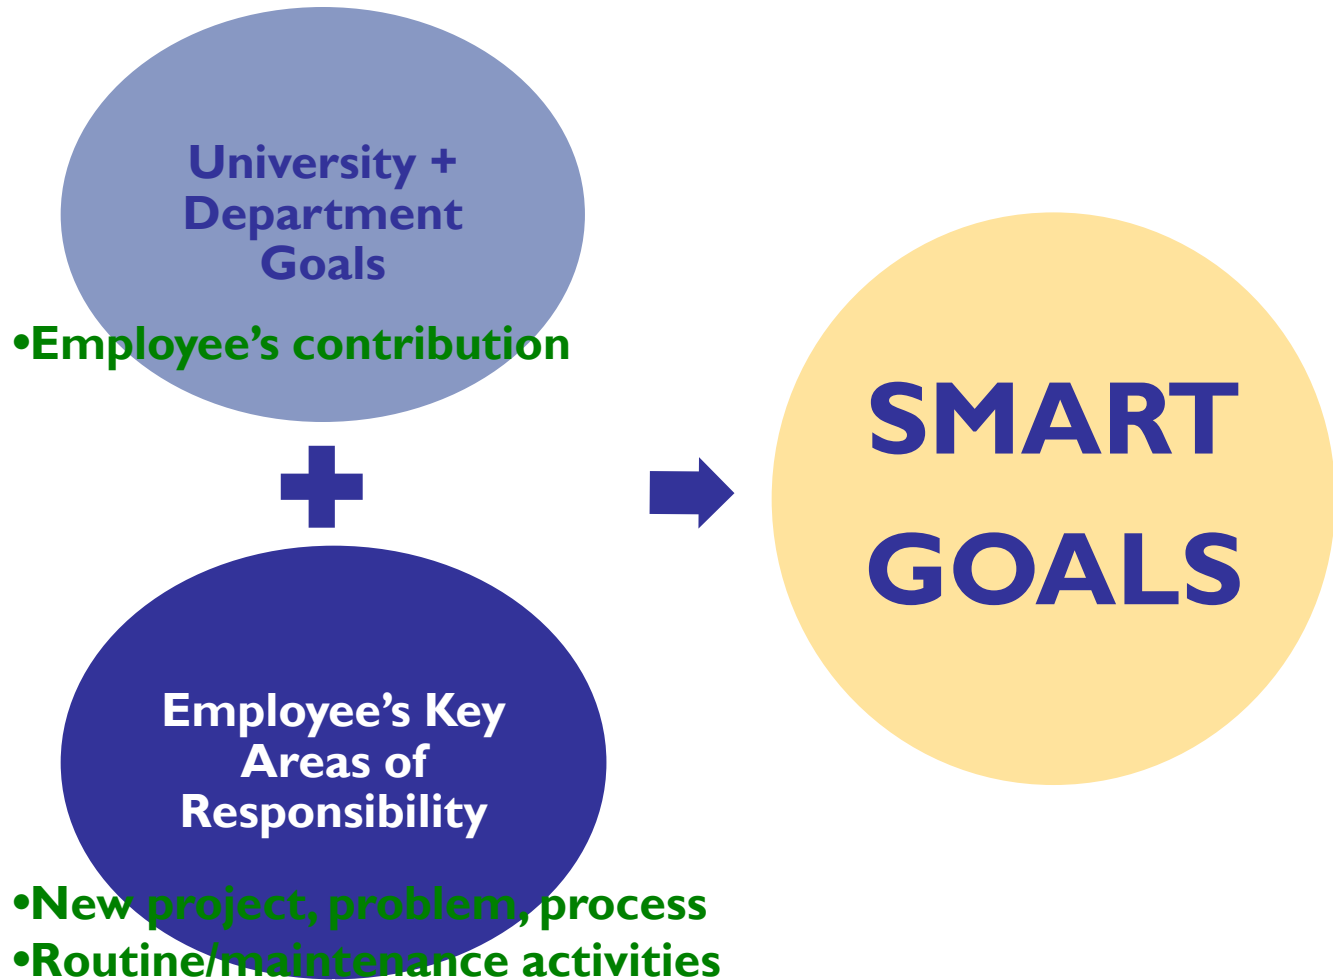 University +
Department
Goals
•Employee’s contribution
Employee’s Key
Areas of
Responsibility
•New project, problem, process
•Routine/maintenance activities
SMART
GOALS